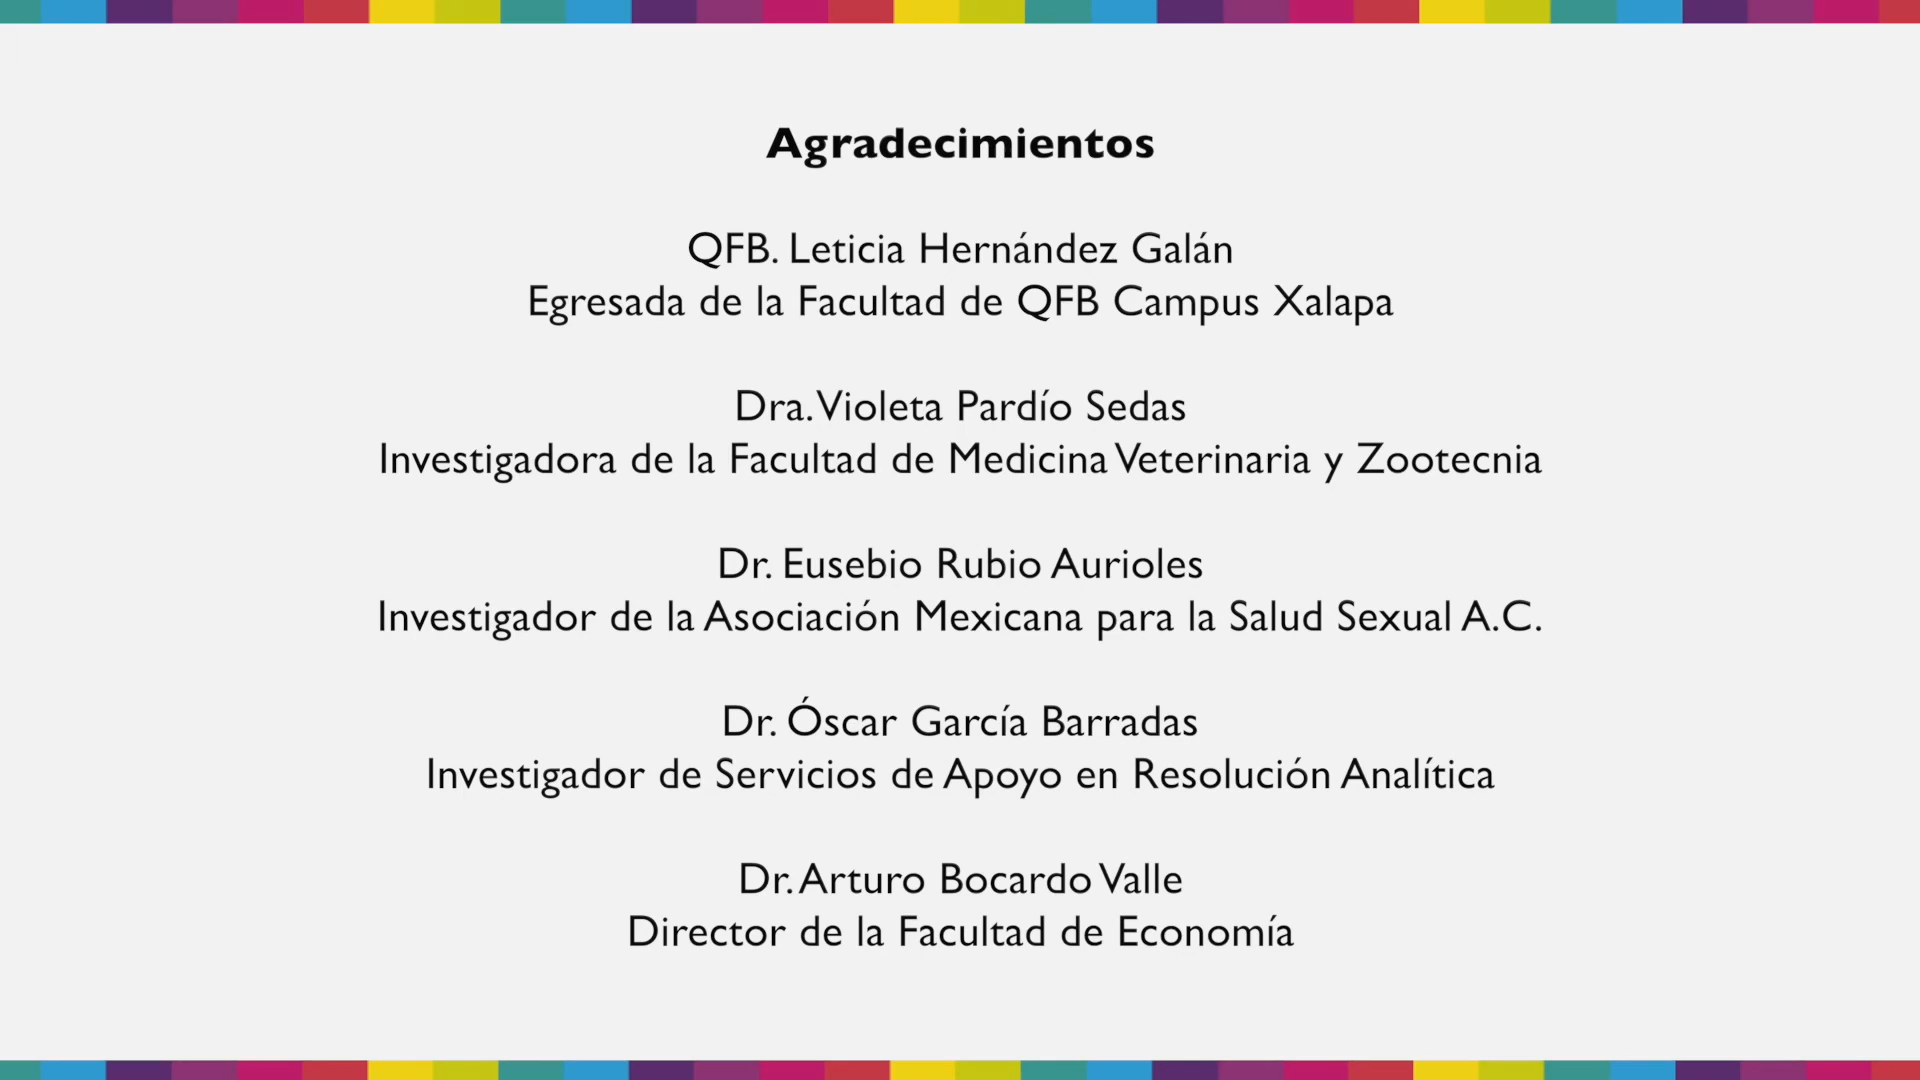 Agradecimientos
QFB. Leticia Hernández Galán
Egresada de la Facultad de QFB Campus Xalapa
Dra. Violeta Pardío Sedas
Investigadora de la Facultad de Medicina Veterinaria y Zootecnia
Dr. Eusebio Rubio Aurioles
Investigador de la Asociación Mexicana para la Salud Sexual A.C.
Dr. Óscar García Barradas
Investigador de Servicios de Apoyo en Resolución Analítica
Dr. Arturo Bocardo Valle
Director de la Facultad de Economía